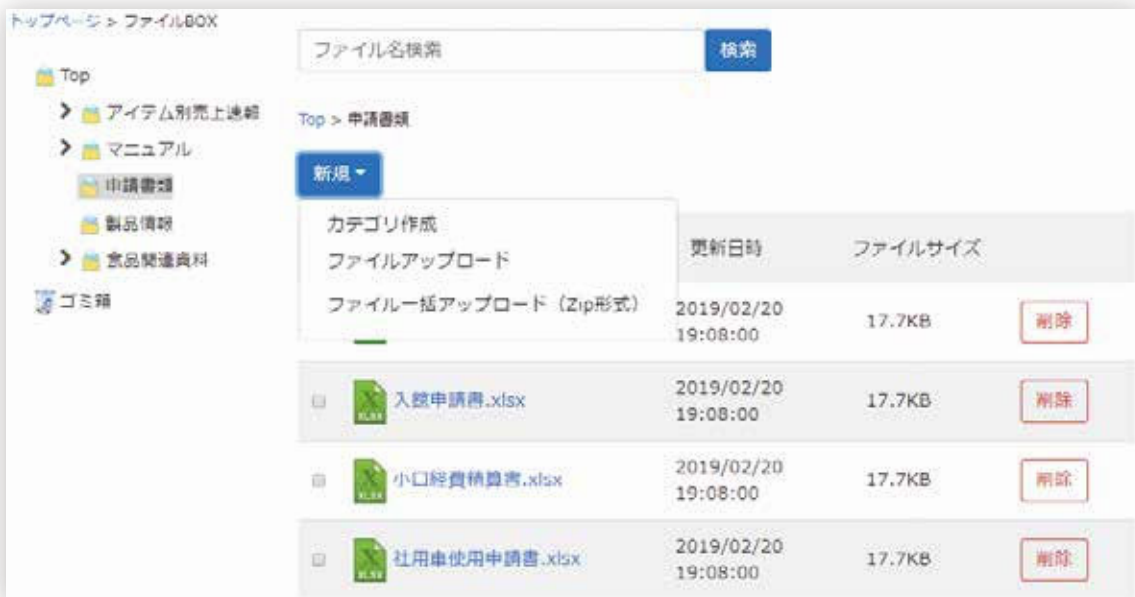 トップページ > ファイルBOX
ファイル名検索
検索
Top
アイテム別売上速報
マニュアル
申請書類
製品情報
食品関連資料
ゴミ箱
Top > 申請書類
新規
カテゴリ作成
ファイルアップロード
ファイル一括アップロード（Zip形式）
更新日時
ファイルサイズ
2019/02/20
19:08:00
17.7KB
削除
XLSX
入館申請書.xlsx
2019/02/20
19:08:00
17.7KB
削除
XLSX
小口経費精算書.xlsx
2019/02/20
19:08:00
17.7KB
削除
XLSX
社用車使用申請書.xlsx
2019/02/20
19:08:00
17.7KB
削除